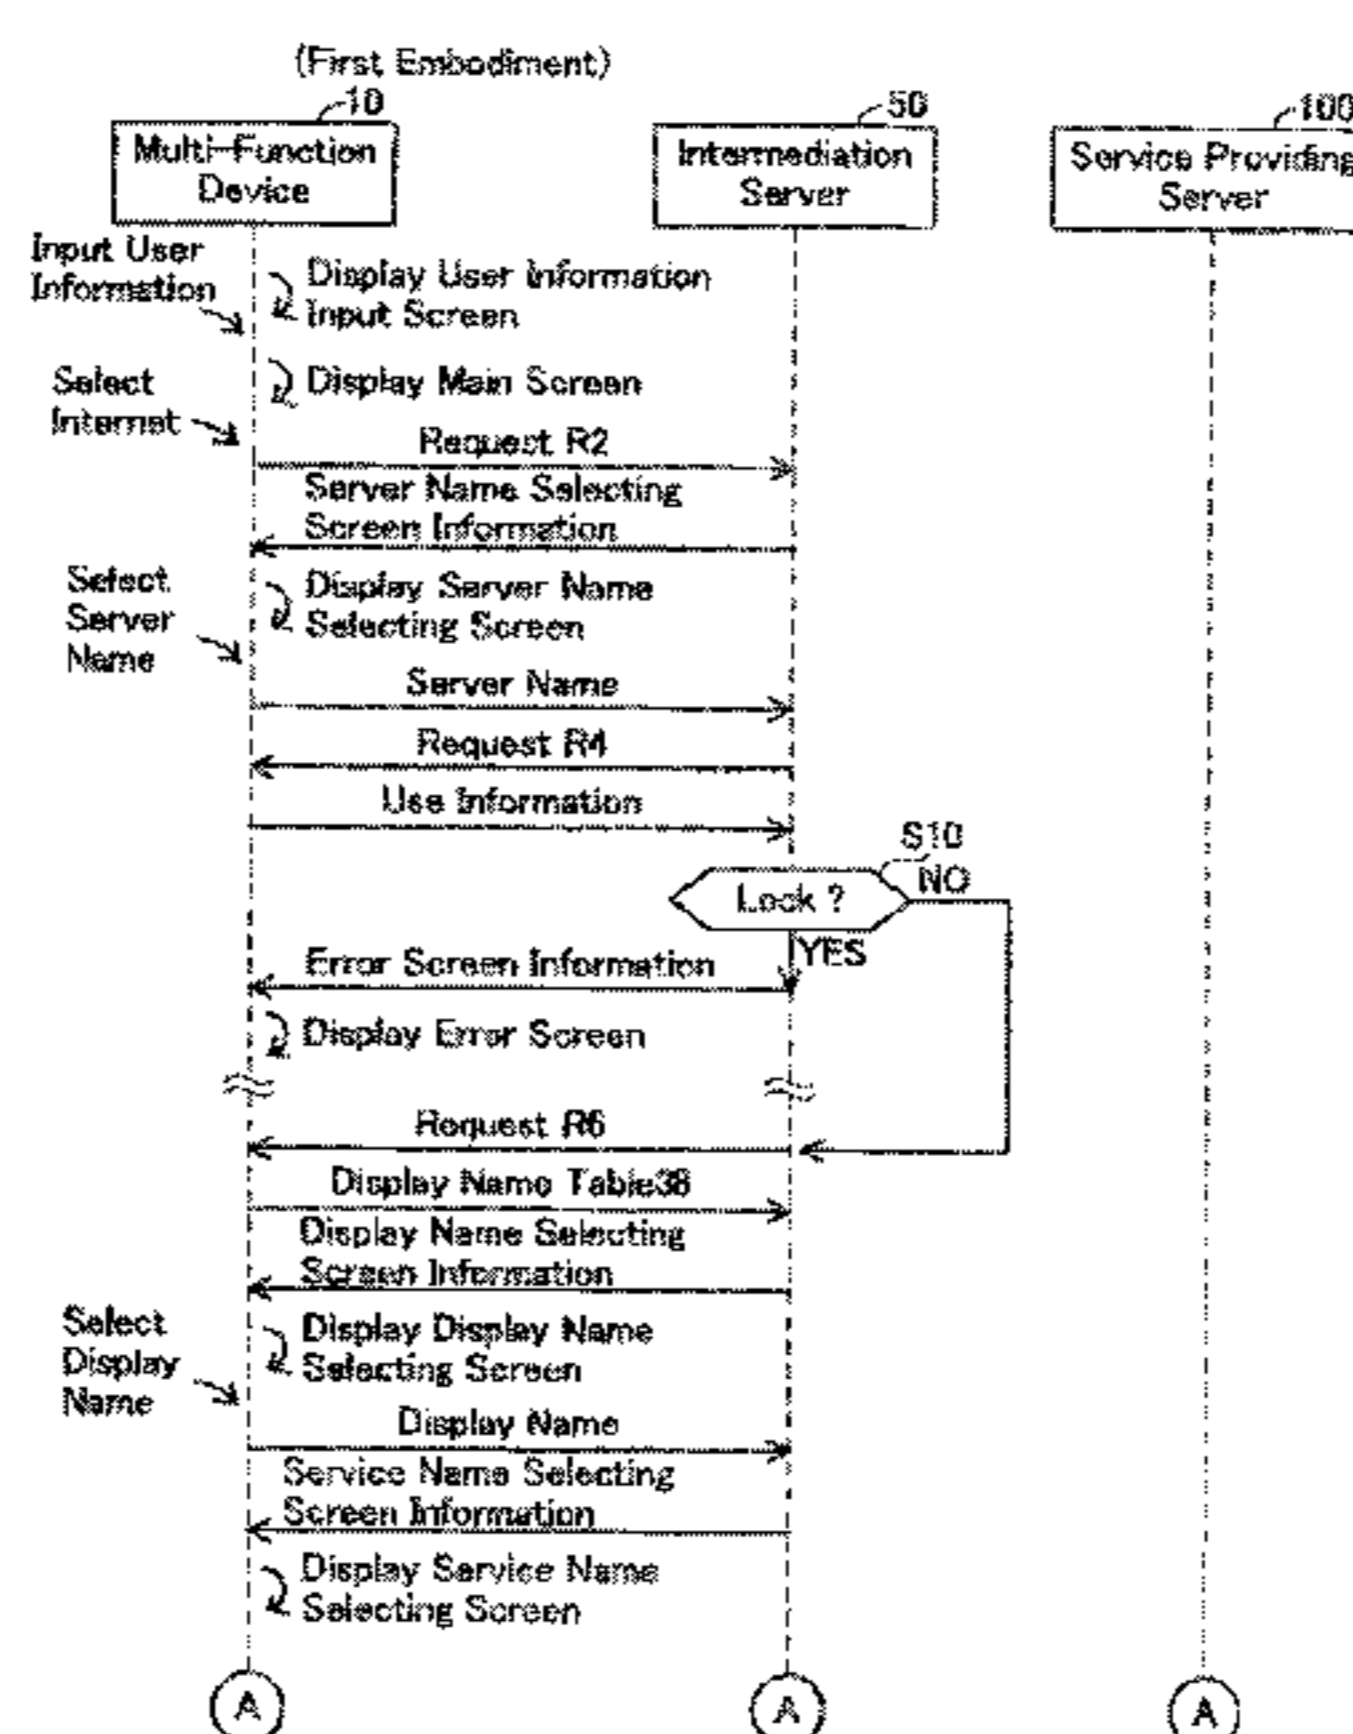 (First Embodiment)
10
50
100
Multi-Function
Device
Intermediation
Server
Service Providing
Server
Input User
Information
Display User Information
Input Screen
Display Main Screen
Select
Internet
Request R2
Server Name Selecting
Screen Information
Select
Server
Name
Display Server Name
Selecting Screen
Server Name
Request R4
Use Information
S10
Lock ?
NO
YES
Error Screen Information
Display Error Screen
Request R6
Display Name Table38
Display Name Selecting
Screen Information
Select
Display
Name
Display Display Name
Selecting Screen
Display Name
Service Name Selecting
Screen Information
Display Service Name
Selecting Screen
A
A
A